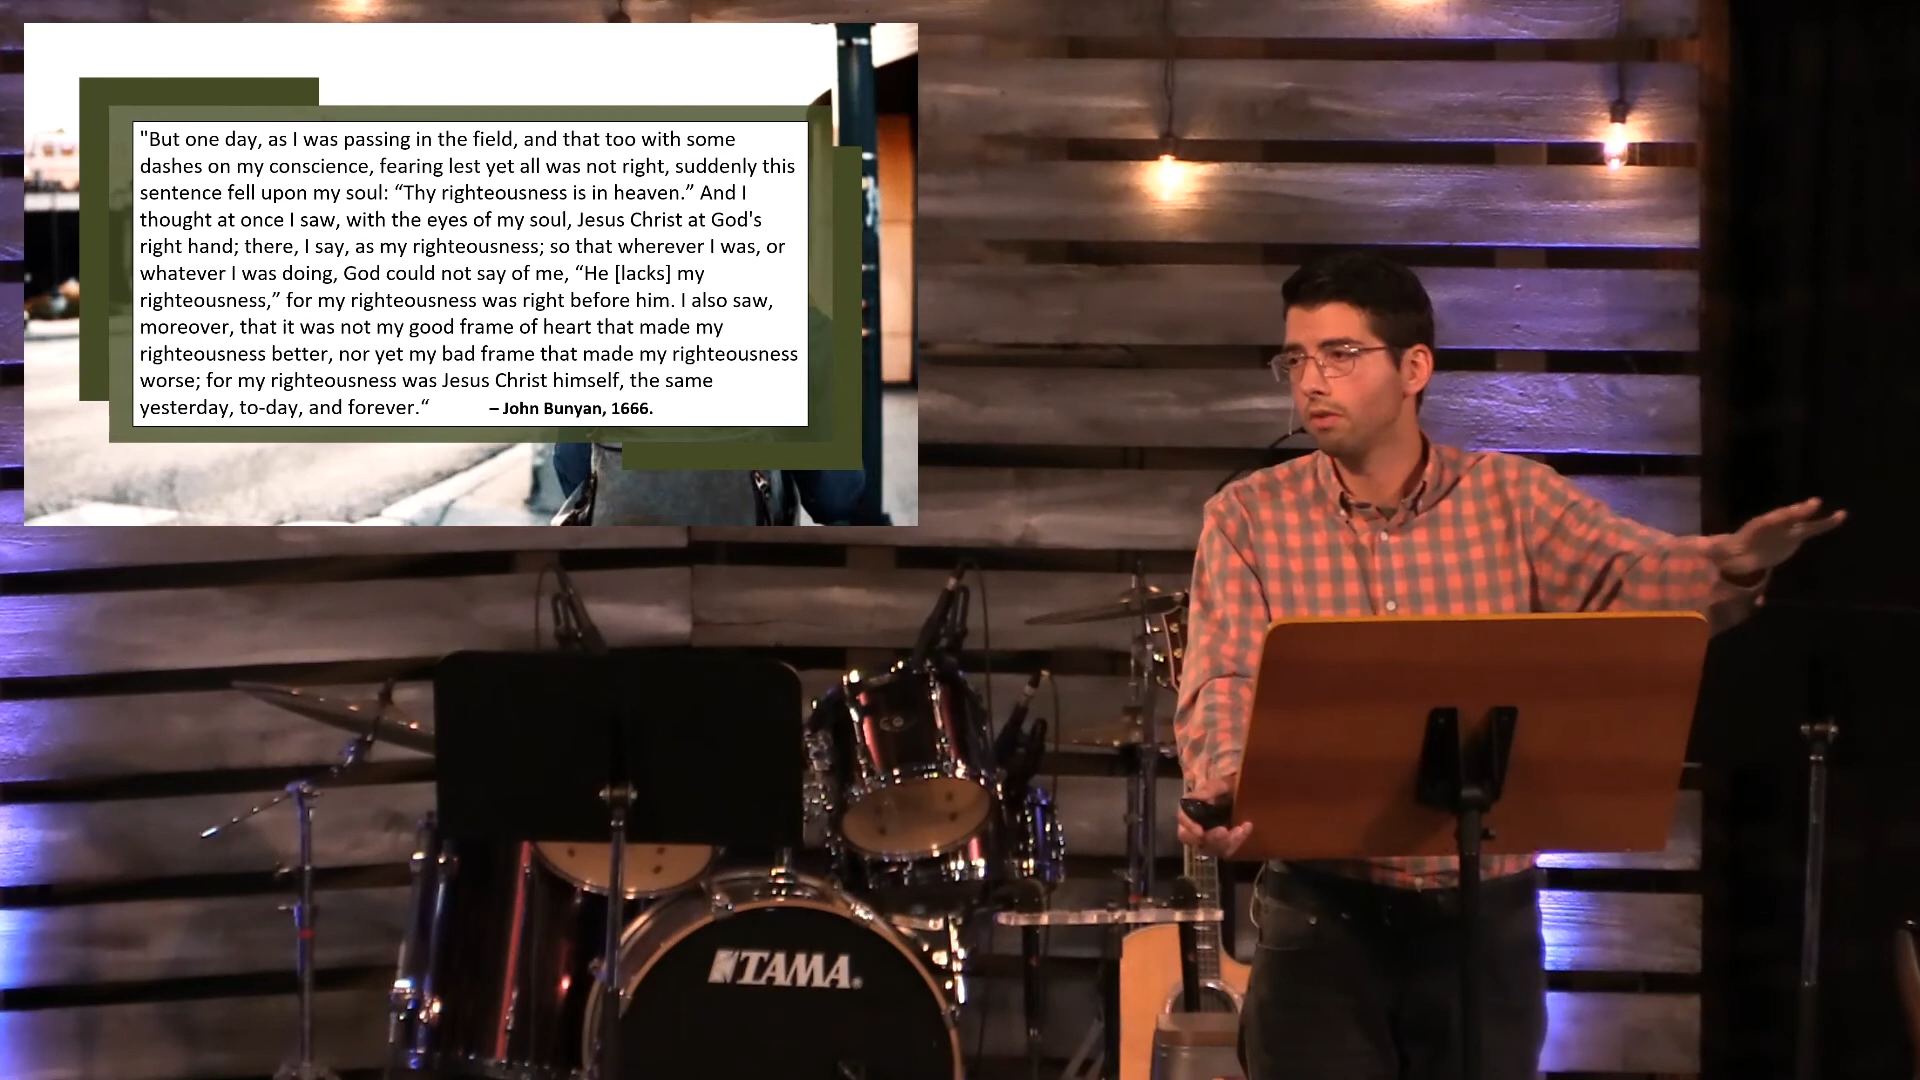 "But one day, as I was passing in the field, and that too with some
dashes on my conscience, fearing lest yet all was not right, suddenly this
sentence fell upon my soul: “Thy righteousness is in heaven.” And I
thought at once I saw, with the eyes of my soul, Jesus Christ at God's
right hand; there, I say, as my righteousness; so that wherever I was, or
whatever I was doing, God could not say of me, “He [lacks] my
righteousness,” for my righteousness was right before him. I also saw,
moreover, that it was not my good frame of heart that made my
righteousness better, nor yet my bad frame that made my righteousness
worse; for my righteousness was Jesus Christ himself, the same
yesterday, to-day, and forever.“ – John Bunyan, 1666.
TAMA®